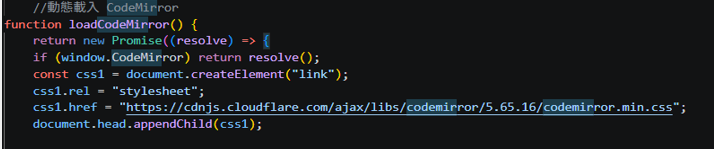 //動態載入 CodeMirror
function loadCodeMirror() {
return new Promise((resolve) => {
if (window.CodeMirror) return resolve();
const css1 = document.createElement("link");
css1.rel = "stylesheet";
css1.href = "https://cdnjs.cloudflare.com/ajax/libs/codemirror/5.65.16/codemirror.min.css";
document.head.appendChild(css1);